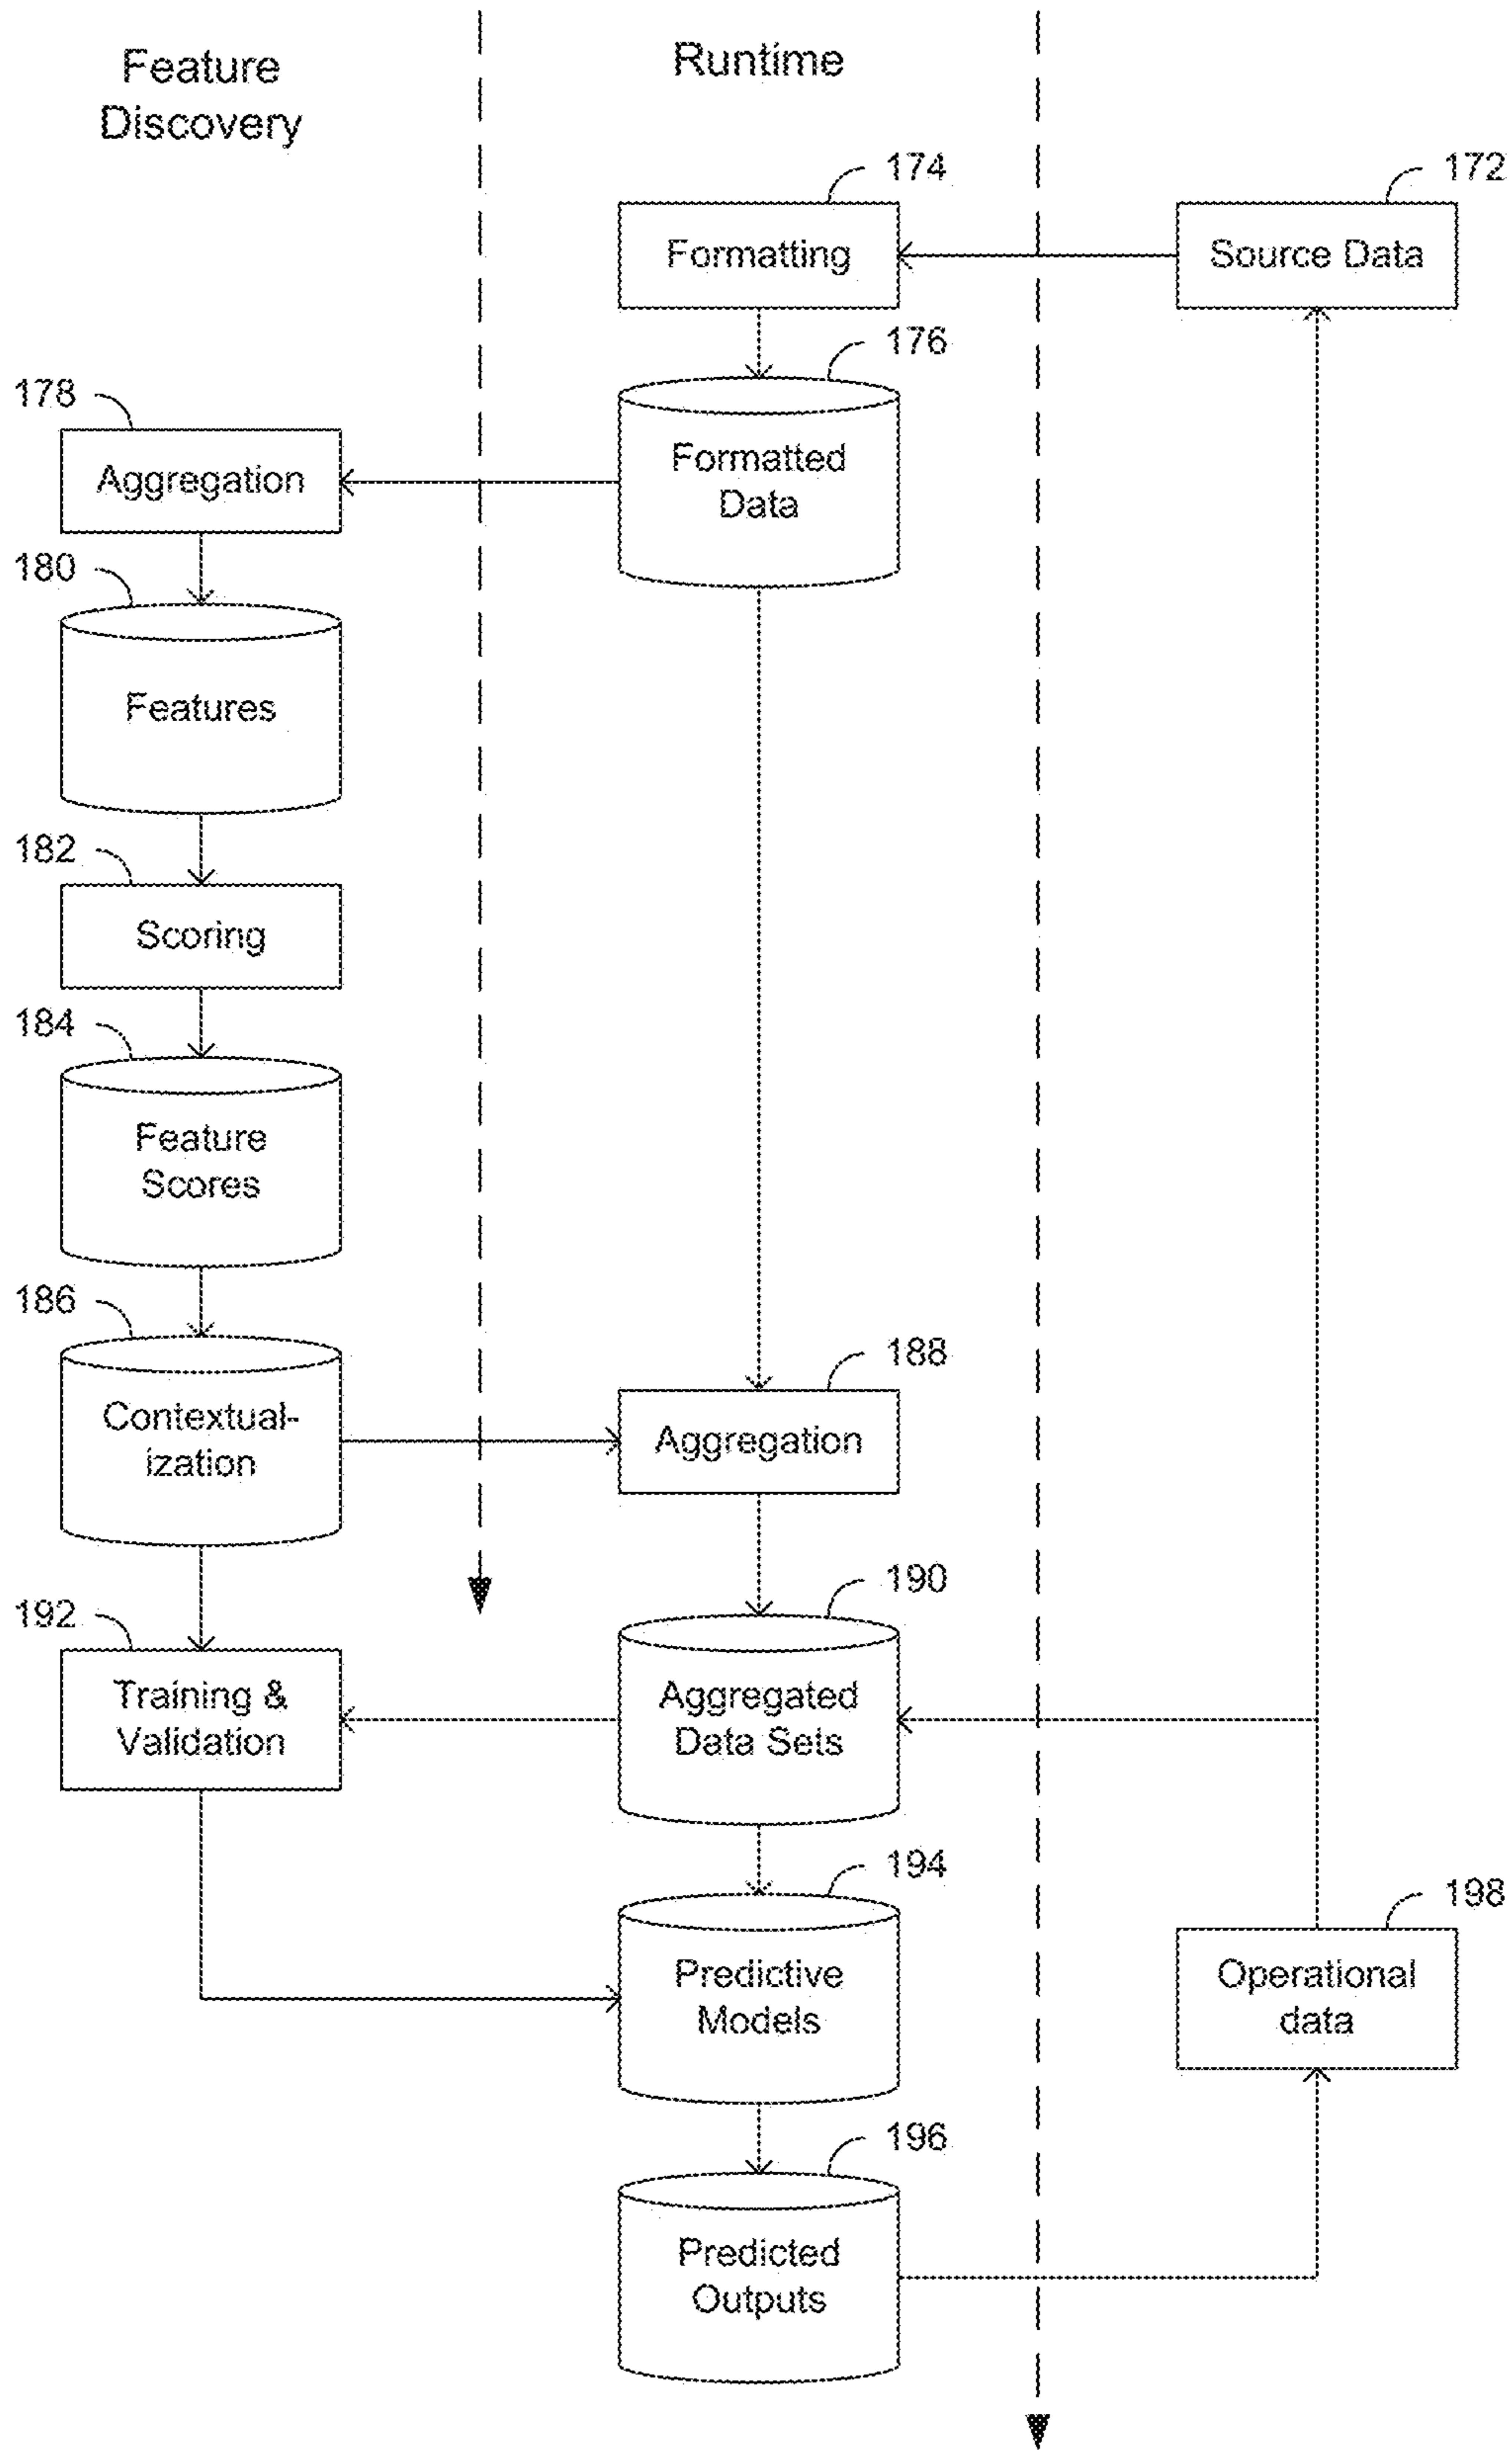 Feature
Discovery
Runtime
174
Formatting
172
Source Data
176
Formatted
Data
178
Aggregation
180
Features
182
Scoring
184
Feature
Scores
186
Contextual-
ization
188
Aggregation
190
Aggregated
Data Sets
192
Training &
Validation
194
Predictive
Models
198
Operational
data
196
Predicted
Outputs